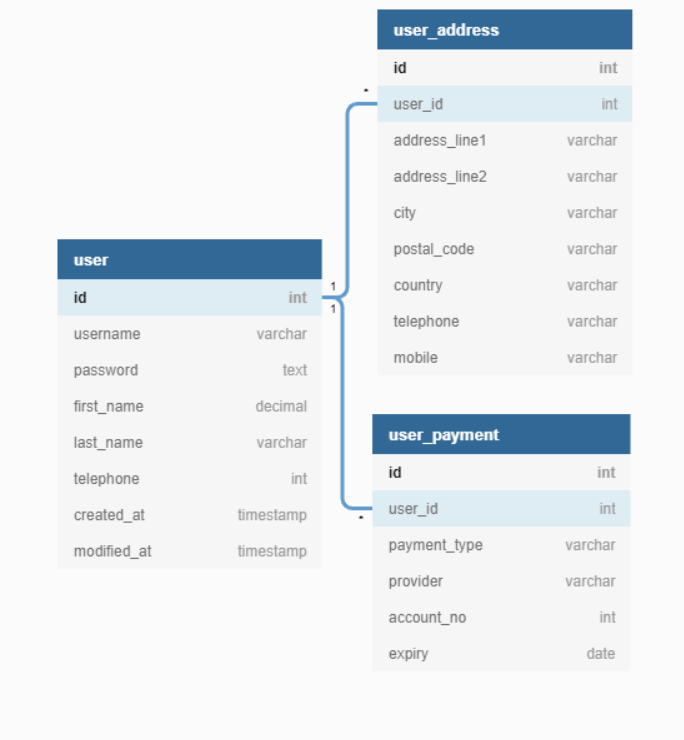 user_address
id int
user_id int
address_line1 varchar
address_line2 varchar
city varchar
postal_code varchar
country varchar
telephone varchar
mobile varchar
user
id int
username varchar
password text
first_name decimal
last_name varchar
telephone int
created_at timestamp
modified_at timestamp
1
1
*
*
user_payment
id int
user_id int
payment_type varchar
provider varchar
account_no int
expiry date